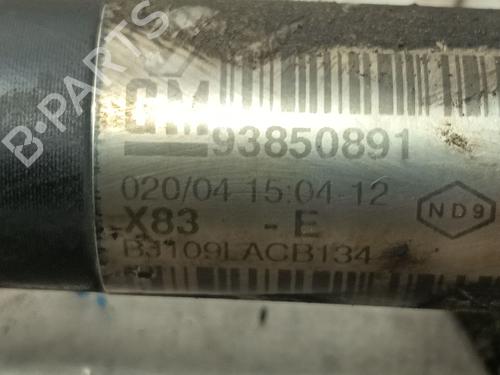 B-PARTS
GM 93850891
020/04 15:04-12
X83 - E
ND9
B3109LACB134